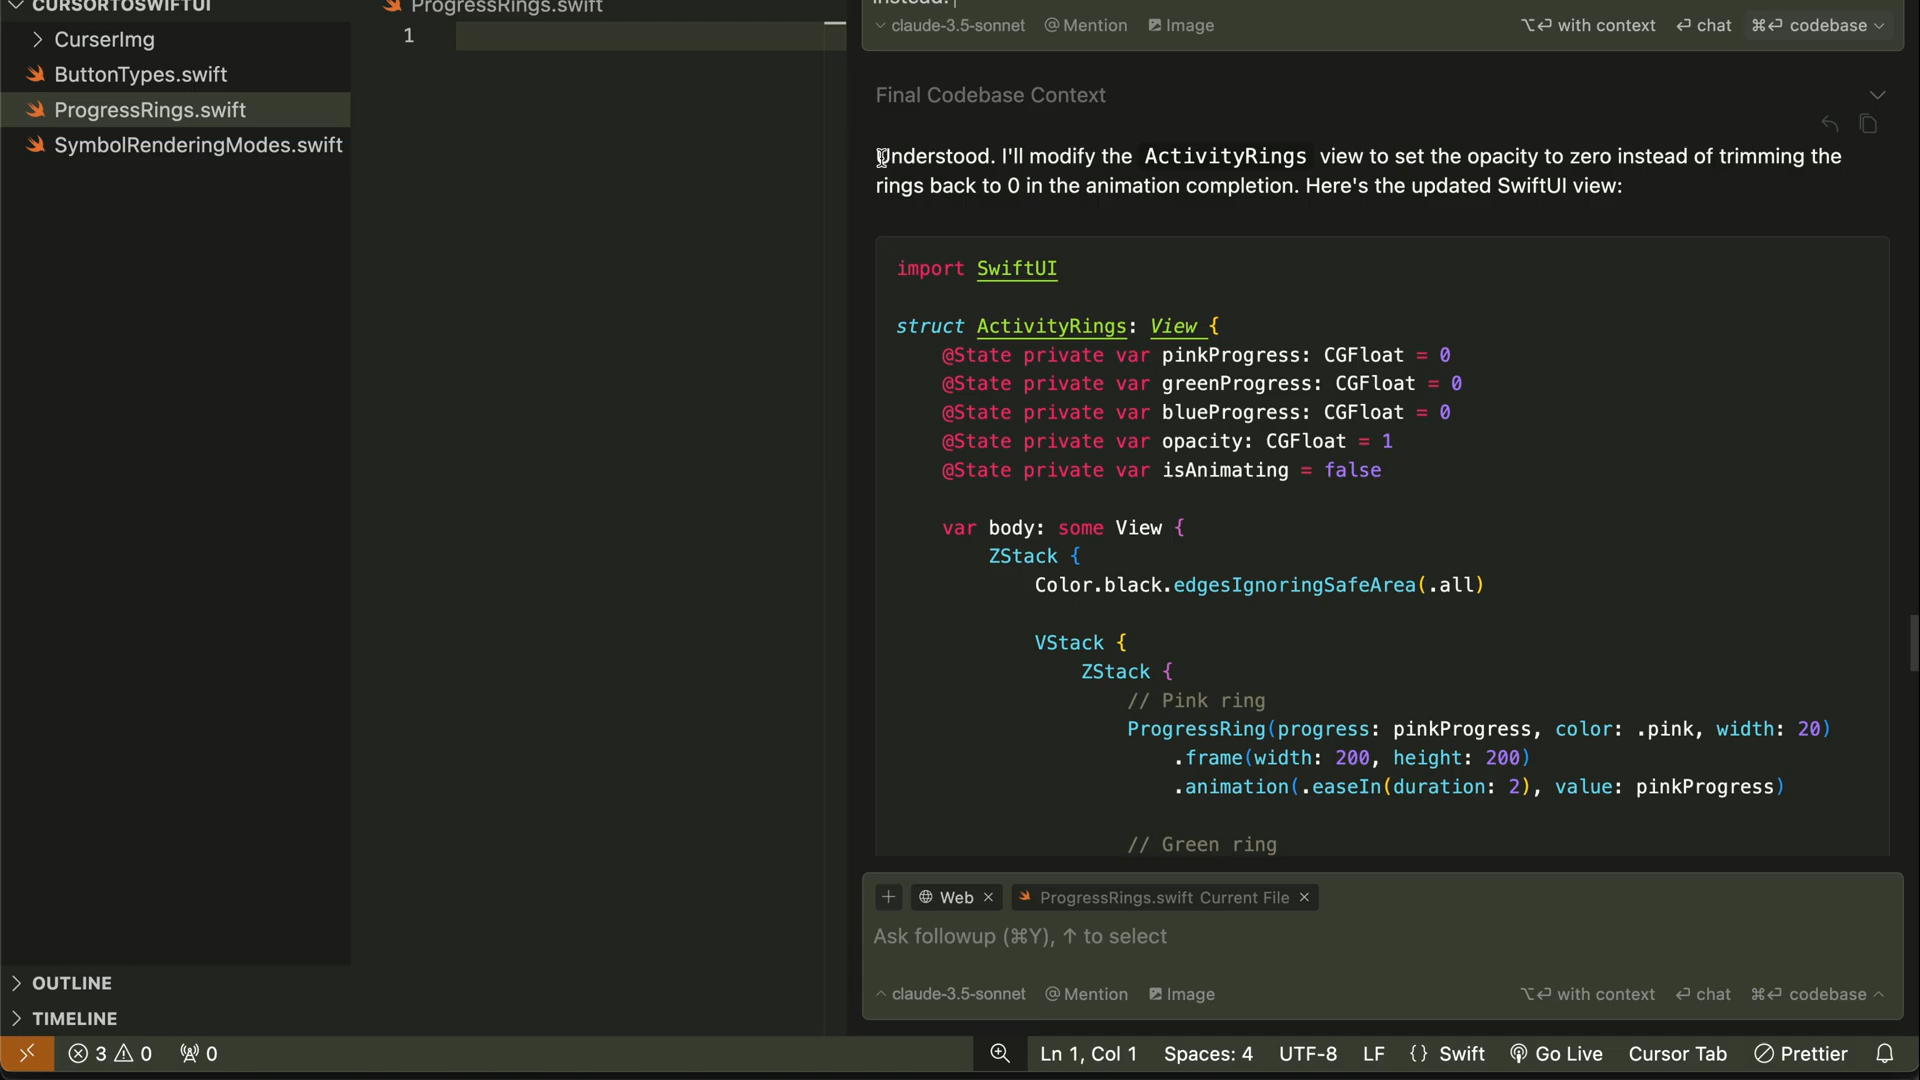 CURSORTOSWIFTUI
CurserImg
ButtonTypes.swift
ProgressRings.swift
SymbolRenderingModes.swift
OUTLINE
TIMELINE
ProgressRings.swift
1
instead.
claude-3.5-sonnet @ Mention Image ⌥⏎ with context ⏎ chat ⌘⏎ codebase
Final Codebase Context
Understood. I'll modify the ActivityRings view to set the opacity to zero instead of trimming the
rings back to 0 in the animation completion. Here's the updated SwiftUI view:
import SwiftUI
struct ActivityRings: View {
@State private var pinkProgress: CGFloat = 0
@State private var greenProgress: CGFloat = 0
@State private var blueProgress: CGFloat = 0
@State private var opacity: CGFloat = 1
@State private var isAnimating = false
var body: some View {
ZStack {
Color.black.edgesIgnoringSafeArea(.all)
VStack {
ZStack {
// Pink ring
ProgressRing(progress: pinkProgress, color: .pink, width: 20)
.frame(width: 200, height: 200)
.animation(.easeIn(duration: 2), value: pinkProgress)
// Green ring
+ Web × ProgressRings.swift Current File ×
Ask followup (⌘Y), ↑ to select
claude-3.5-sonnet @ Mention Image ⌥⏎ with context ⏎ chat ⌘⏎ codebase
3 0 0 Ln 1, Col 1 Spaces: 4 UTF-8 LF {} Swift Go Live Cursor Tab Prettier